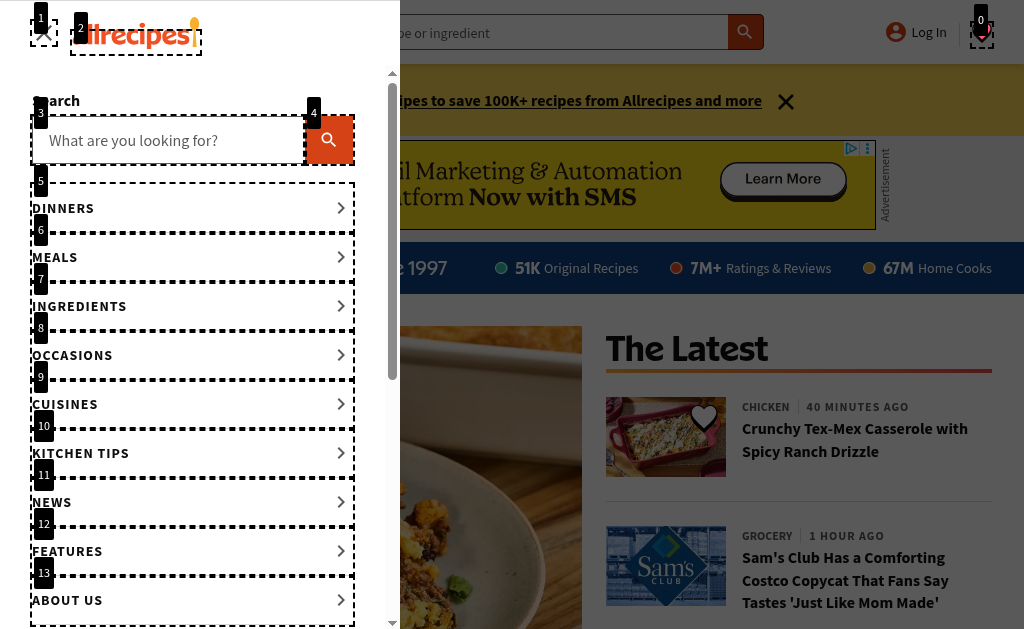 1
2
Allrecipes
pe or ingredient
Log In
0
Search
3
What are you looking for?
4
ipes to save 100K+ recipes from Allrecipes and more
il Marketing & Automation
tform Now with SMS
Learn More
Advertisement
5
DINNERS
6
MEALS
7
INGREDIENTS
8
OCCASIONS
9
CUISINES
10
KITCHEN TIPS
11
NEWS
12
FEATURES
13
ABOUT US
e 1997
51K Original Recipes
7M+ Ratings & Reviews
67M Home Cooks
The Latest
CHICKEN
40 MINUTES AGO
Crunchy Tex-Mex Casserole with
Spicy Ranch Drizzle
GROCERY
1 HOUR AGO
Sam's Club Has a Comforting
Costco Copycat That Fans Say
Tastes 'Just Like Mom Made'
Sam's
CLUB